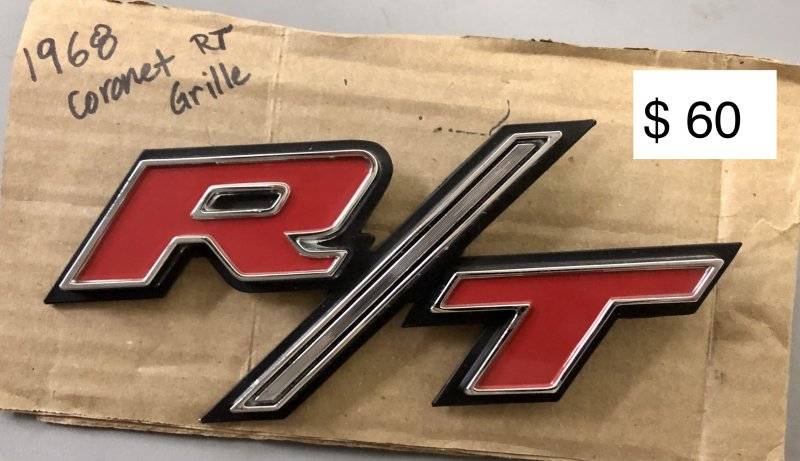 1968
Coronet RT
Grille
$ 60
R/T